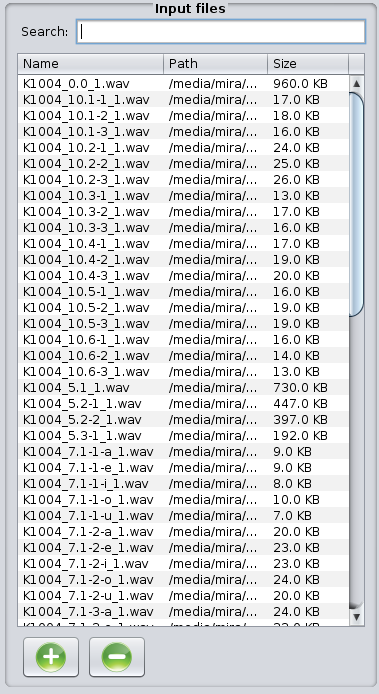 Input files
Search:
Name Path Size
K1004_0.0_1.wav /media/mira/... 960.0 KB
K1004_10.1-1_1.wav /media/mira/... 17.0 KB
K1004_10.1-2_1.wav /media/mira/... 18.0 KB
K1004_10.1-3_1.wav /media/mira/... 16.0 KB
K1004_10.2-1_1.wav /media/mira/... 24.0 KB
K1004_10.2-2_1.wav /media/mira/... 25.0 KB
K1004_10.2-3_1.wav /media/mira/... 26.0 KB
K1004_10.3-1_1.wav /media/mira/... 13.0 KB
K1004_10.3-2_1.wav /media/mira/... 17.0 KB
K1004_10.3-3_1.wav /media/mira/... 16.0 KB
K1004_10.4-1_1.wav /media/mira/... 17.0 KB
K1004_10.4-2_1.wav /media/mira/... 19.0 KB
K1004_10.4-3_1.wav /media/mira/... 20.0 KB
K1004_10.5-1_1.wav /media/mira/... 16.0 KB
K1004_10.5-2_1.wav /media/mira/... 19.0 KB
K1004_10.5-3_1.wav /media/mira/... 19.0 KB
K1004_10.6-1_1.wav /media/mira/... 16.0 KB
K1004_10.6-2_1.wav /media/mira/... 14.0 KB
K1004_10.6-3_1.wav /media/mira/... 13.0 KB
K1004_5.1_1.wav /media/mira/... 730.0 KB
K1004_5.2-1_1.wav /media/mira/... 447.0 KB
K1004_5.2-2_1.wav /media/mira/... 397.0 KB
K1004_5.3-1_1.wav /media/mira/... 192.0 KB
K1004_7.1-1-a_1.wav /media/mira/... 9.0 KB
K1004_7.1-1-e_1.wav /media/mira/... 9.0 KB
K1004_7.1-1-i_1.wav /media/mira/... 8.0 KB
K1004_7.1-1-o_1.wav /media/mira/... 10.0 KB
K1004_7.1-1-u_1.wav /media/mira/... 7.0 KB
K1004_7.1-2-a_1.wav /media/mira/... 20.0 KB
K1004_7.1-2-e_1.wav /media/mira/... 23.0 KB
K1004_7.1-2-i_1.wav /media/mira/... 23.0 KB
K1004_7.1-2-o_1.wav /media/mira/... 24.0 KB
K1004_7.1-2-u_1.wav /media/mira/... 20.0 KB
K1004_7.1-3-a_1.wav /media/mira/... 24.0 KB